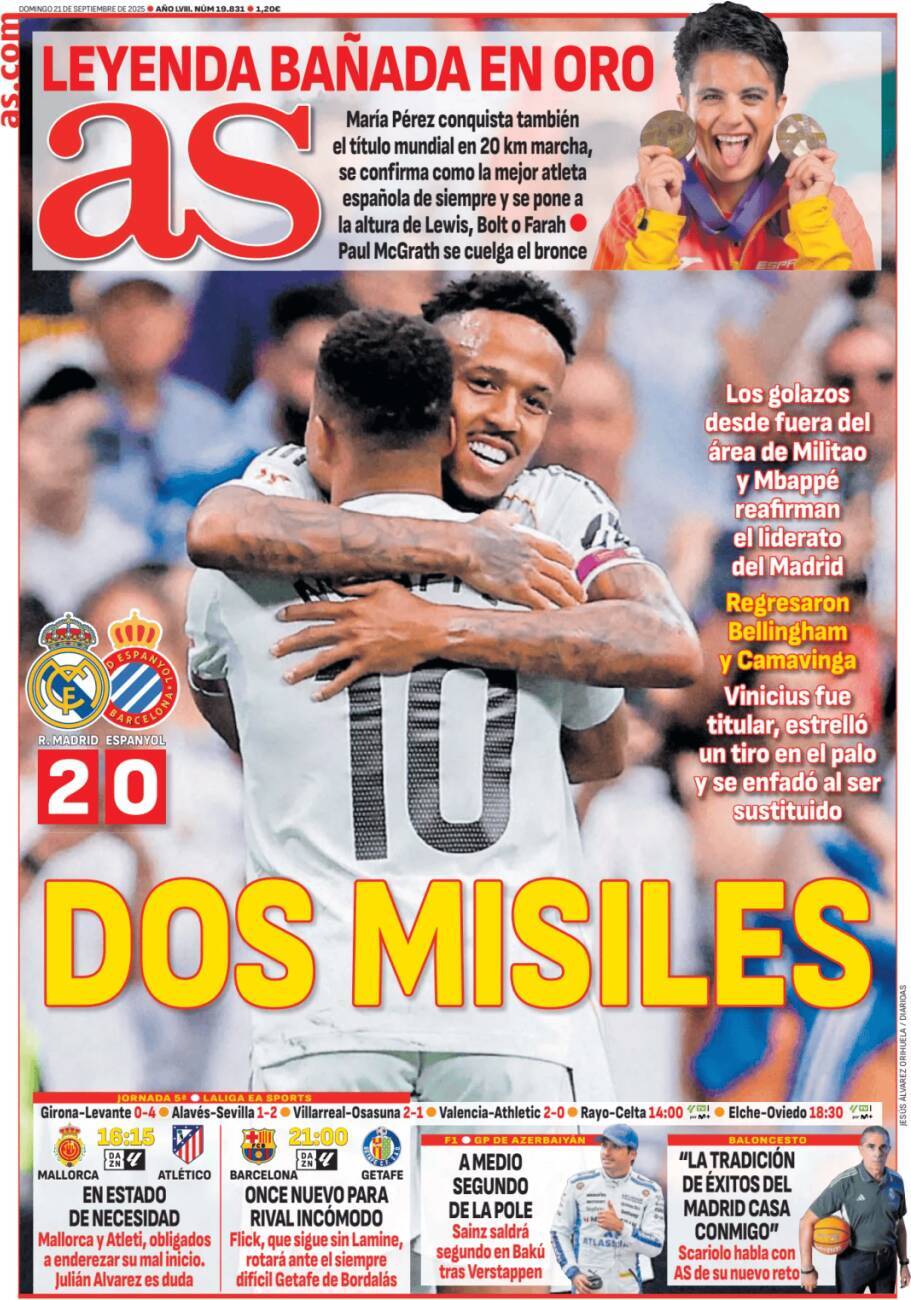 DOMINGO 21 DE SEPTIEMBRE DE 2025 ● AÑO LVIII. NÚM 19.831 ● 1,20€
as.com
LEYENDA BAÑADA EN ORO
as
María Pérez conquista también
el título mundial en 20 km marcha,
se confirma como la mejor atleta
española de siempre y se pone a
la altura de Lewis, Bolt o Farah ●
Paul McGrath se cuelga el bronce
ESPA
Los golazos
desde fuera del
área de Militao
y Mbappé
reafirman
el liderato
del Madrid
Regresaron
Bellingham
y Camavinga
Vinicius fue
titular, estrelló
un tiro en el palo
y se enfadó al ser
sustituido
10
D ESPANYOL
BARCELONA
R. MADRID ESPANYOL
2 0
DOS MISILES
JESÚS ÁLVAREZ ORIHUELA / DIARIOAS
JORNADA 5ª ● LALIGA EA SPORTS
Girona-Levante 0-4 ● Alavés-Sevilla 1-2 ● Villarreal-Osasuna 2-1 ● Valencia-Athletic 2-0 ● Rayo-Celta 14:00 ● Elche-Oviedo 18:30
16:15
DAZN
MALLORCA ATLÉTICO
EN ESTADO
DE NECESIDAD
Mallorca y Atleti, obligados
a enderezar su mal inicio.
Julián Alvarez es duda
21:00
DAZN
BARCELONA GETAFE
ONCE NUEVO PARA
RIVAL INCÓMODO
Flick, que sigue sin Lamine,
rotará ante el siempre
difícil Getafe de Bordalás
F1 ● GP DE AZERBAIYÁN
A MEDIO
SEGUNDO
DE LA POLE
Sainz saldrá
segundo en Bakú
tras Verstappen
ATLASSIAN
BALONCESTO
“LA TRADICIÓN
DE ÉXITOS DEL
MADRID CASA
CONMIGO”
Scariolo habla con
AS de su nuevo reto